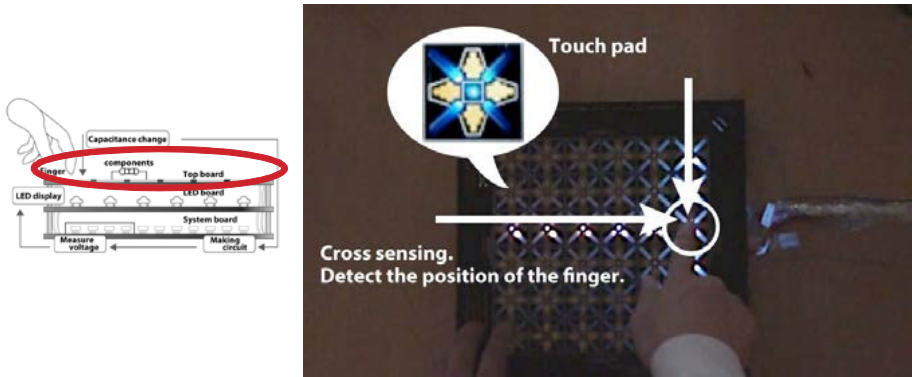 Capacitance change
Finger
components
Top board
LED display
LED board
System board
Measure
voltage
Making
circuit
Touch pad
Cross sensing.
Detect the position of the finger.